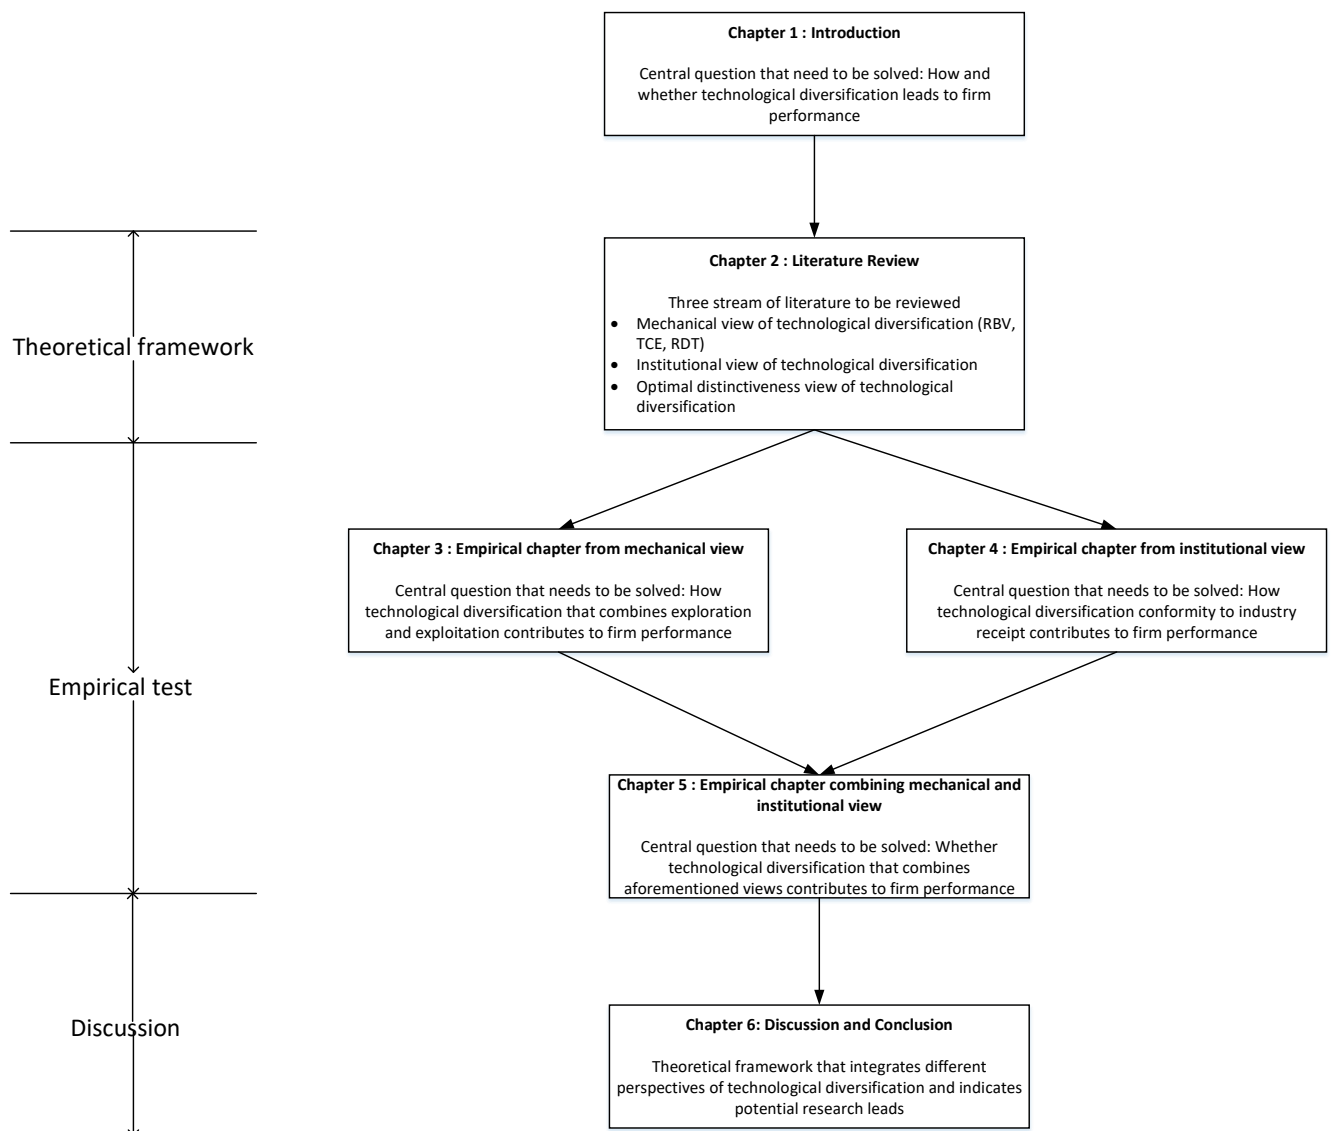 Chapter 1 : Introduction
Central question that need to be solved: How and
whether technological diversification leads to firm
performance
Theoretical framework
Chapter 2 : Literature Review
Three stream of literature to be reviewed
• Mechanical view of technological diversification (RBV,
TCE, RDT)
• Institutional view of technological diversification
• Optimal distinctiveness view of technological
diversification
Empirical test
Chapter 3 : Empirical chapter from mechanical view
Central question that needs to be solved: How
technological diversification that combines exploration
and exploitation contributes to firm performance
Chapter 4 : Empirical chapter from institutional view
Central question that needs to be solved: How
technological diversification conformity to industry
receipt contributes to firm performance
Chapter 5 : Empirical chapter combining mechanical and
institutional view
Central question that needs to be solved: Whether
technological diversification that combines
aforementioned views contributes to firm performance
Discussion
Chapter 6: Discussion and Conclusion
Theoretical framework that integrates different
perspectives of technological diversification and indicates
potential research leads